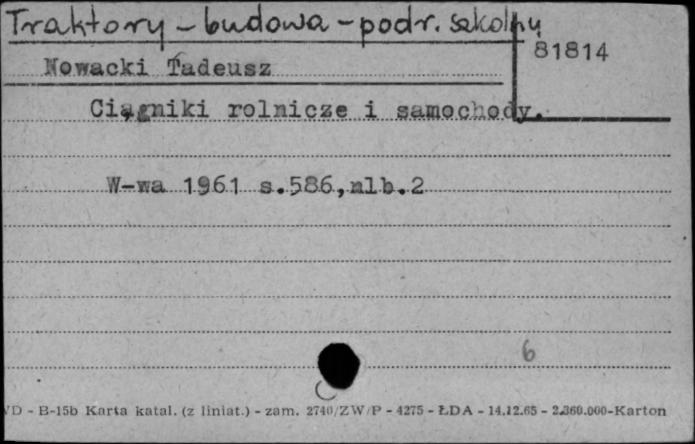 Traktory - budowa - podr. szkolny
81814
Nowacki Tadeusz
Ciągniki rolnicze i samochody.
W-wa 1961 s.586,nlb.2
6
VD - B-15b Karta katal. (z liniat.) - zam. 2740/ZW/P - 4275 - ŁDA - 14.12.65 - 2.360.000-Karton